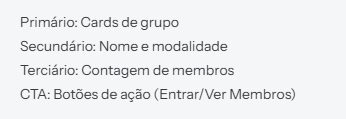 Primário: Cards de grupo
Secundário: Nome e modalidade
Terciário: Contagem de membros
CTA: Botões de ação (Entrar/Ver Membros)